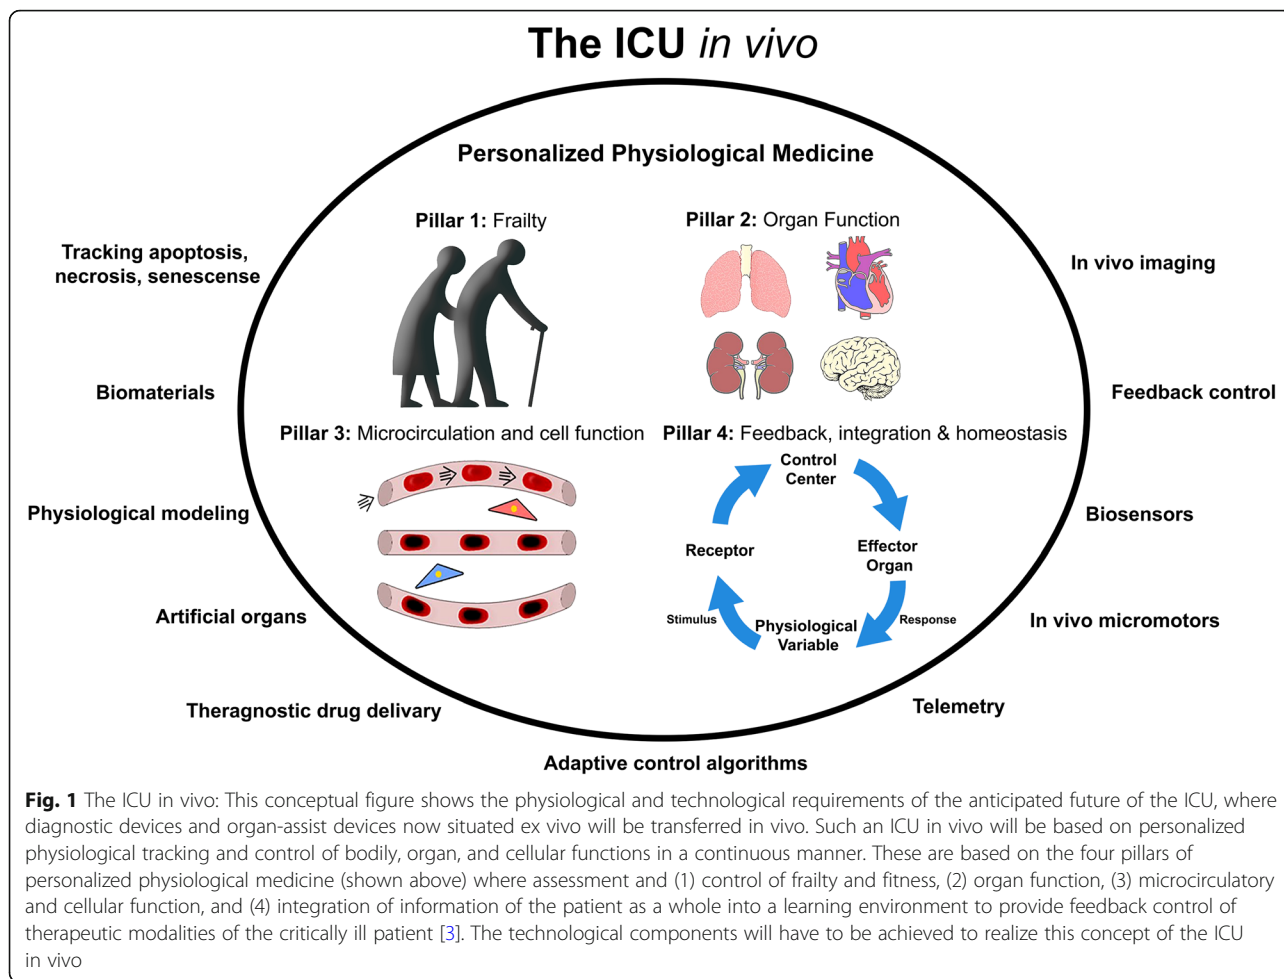 The ICU in vivo
Personalized Physiological Medicine
Pillar 1: Frailty
Pillar 2: Organ Function
Tracking apoptosis,
necrosis, senescense
In vivo imaging
Biomaterials
Feedback control
Pillar 3: Microcirculation and cell function
Pillar 4: Feedback, integration & homeostasis
Control
Center
Physiological modeling
Biosensors
Receptor
Effector
Organ
Artificial organs
Stimulus
Physiological
Variable
Response
In vivo micromotors
Theragnostic drug delivary
Telemetry
Adaptive control algorithms
Fig. 1 The ICU in vivo: This conceptual figure shows the physiological and technological requirements of the anticipated future of the ICU, where
diagnostic devices and organ-assist devices now situated ex vivo will be transferred in vivo. Such an ICU in vivo will be based on personalized
physiological tracking and control of bodily, organ, and cellular functions in a continuous manner. These are based on the four pillars of
personalized physiological medicine (shown above) where assessment and (1) control of frailty and fitness, (2) organ function, (3) microcirculatory
and cellular function, and (4) integration of information of the patient as a whole into a learning environment to provide feedback control of
therapeutic modalities of the critically ill patient [3]. The technological components will have to be achieved to realize this concept of the ICU
in vivo